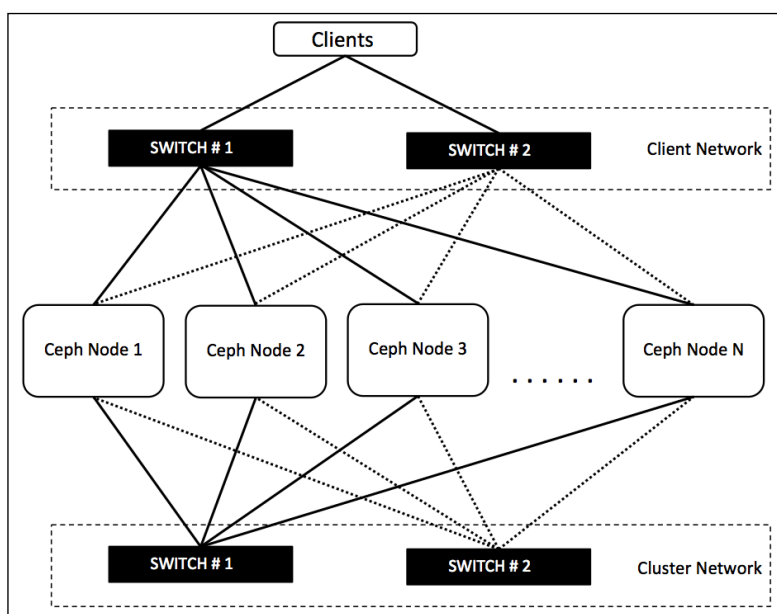 Clients
SWITCH # 1
SWITCH # 2
Client Network
Ceph Node 1
Ceph Node 2
Ceph Node 3
. . . . . .
Ceph Node N
SWITCH # 1
SWITCH # 2
Cluster Network